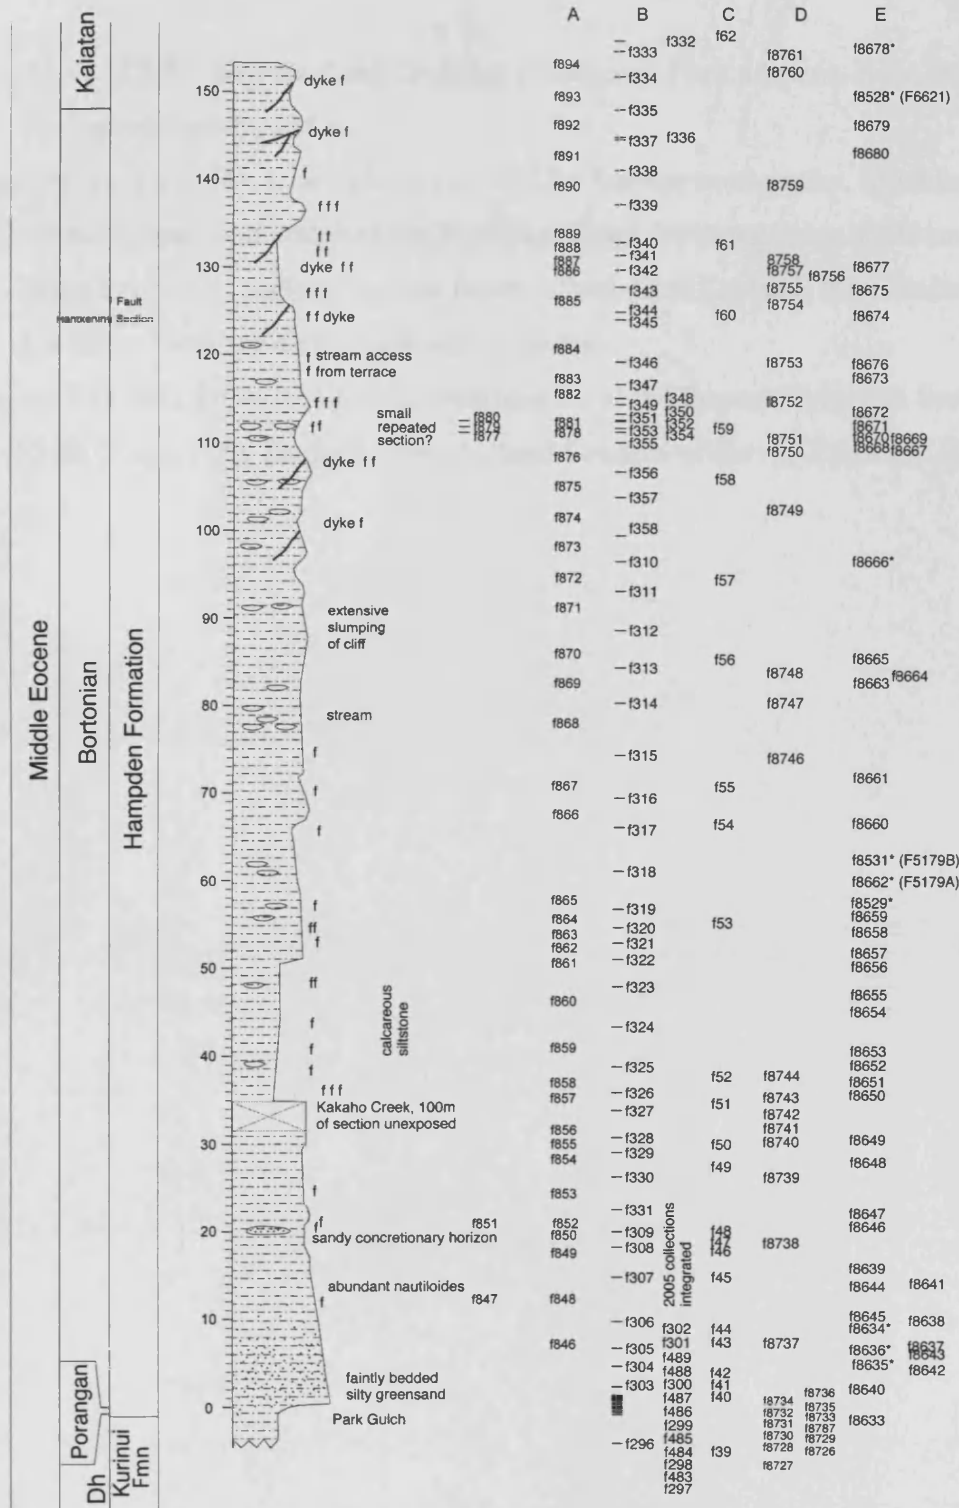 A B C D E
Middle Eocene
Kaiatan
Bortonian
Porangan
Dh
Hampden Formation
Kurinui Fmn
Fault
Section
150
140
130
120
110
100
90
80
70
60
50
40
30
20
10
0
dyke f
dyke f
f
f f f
f f
f f
dyke f f
f f f
f f dyke
f stream access
f from terrace
f f f
f f
small
repeated
section?
f880
f879
f877
dyke f f
dyke f
extensive
slumping
of cliff
stream
f
f
f
f
ff
f
ff
calcareous
siltstone
f
f
f
f f f
Kakaho Creek, 100m
of section unexposed
f
f
f
f851
sandy concretionary horizon
abundant nautiloides
f
f847
faintly bedded
silty greensand
Park Gulch
f894
f893
f892
f891
f890
f889
f888
f887
f886
f885
f884
f883
f882
f881
f878
f876
f875
f874
f873
f872
f871
f870
f869
f868
f867
f866
f865
f864
f863
f862
f861
f860
f859
f858
f857
f856
f855
f854
f853
f852
f850
f849
f848
f846
f332
f333
f334
f335
f337 f336
f338
f339
f340
f341
f342
f343
f344
f345
f346
f347
f348
f349
f350
f351 f352
f353 f354
f355
f356
f357
f358
f310
f311
f312
f313
f314
f315
f316
f317
f318
f319
f320
f321
f322
f323
f324
f325
f326
f327
f328
f329
f330
f331
f309
f308
f307
2005 collections
integrated
f306
f302
f305 f301
f489
f304
f488
f303 f300
f487
f486
f299
f296 f485
f484
f298
f483
f297
f62
f61
f60
f59
f58
f57
f56
f55
f54
f53
f52
f51
f50
f49
f48
f47
f46
f45
f44
f43
f42
f41
f40
f39
f8761
f8760
f8759
f8758
f8757
f8756
f8755
f8754
f8753
f8752
f8751
f8750
f8749
f8748
f8747
f8746
f8744
f8743
f8742
f8741
f8740
f8739
f8738
f8737
f8736
f8734
f8735
f8732
f8733
f8731
f8787
f8730
f8729
f8728
f8726
f8727
f8678*
f8528* (F6621)
f8679
f8680
f8677
f8675
f8674
f8676
f8673
f8672
f8671
f8670 f8669
f8668 f8667
f8666*
f8665
f8664
f8663
f8661
f8660
f8531* (F5179B)
f8662* (F5179A)
f8529*
f8659
f8658
f8657
f8656
f8655
f8654
f8653
f8652
f8651
f8650
f8649
f8648
f8647
f8646
f8639
f8644 f8641
f8645
f8638
f8634*
f8636* f8637
f8643
f8635*
f8642
f8640
f8633